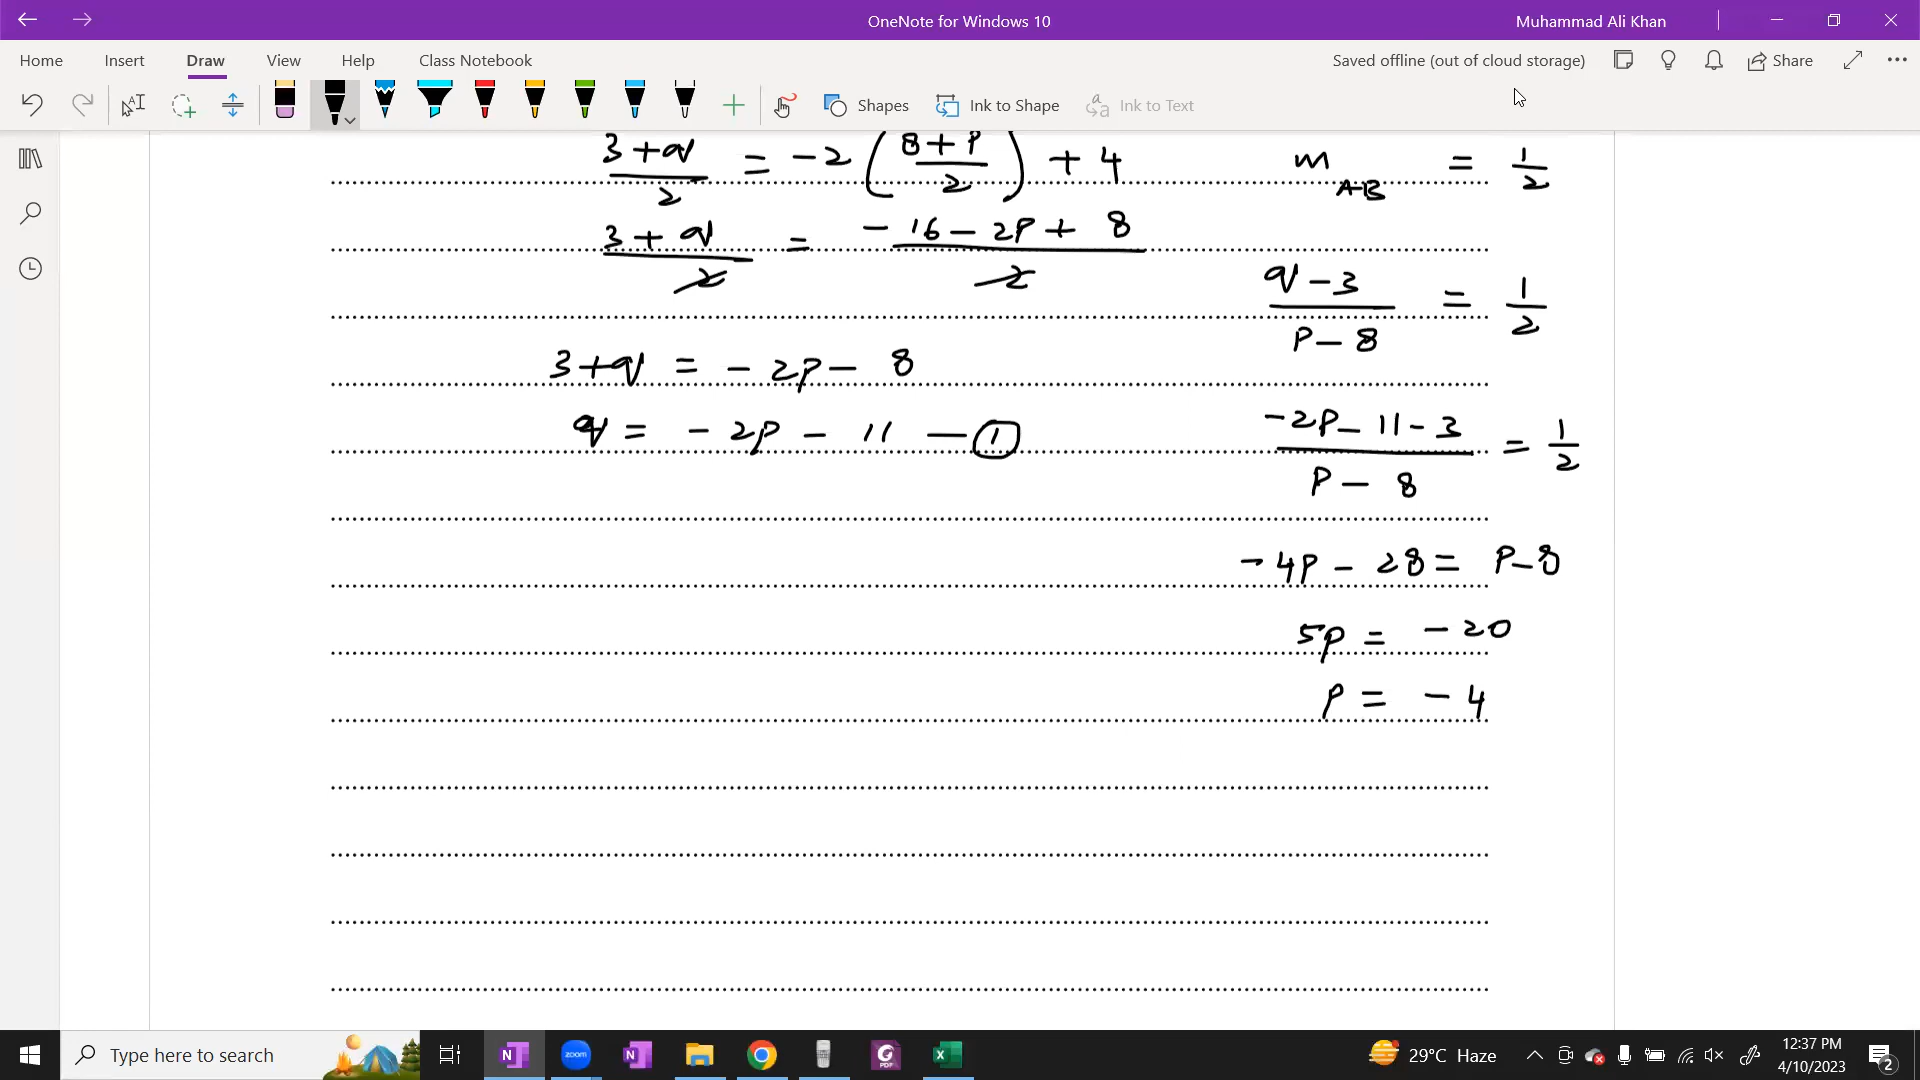 OneNote for Windows 10
Muhammad Ali Khan
Home Insert Draw View Help Class Notebook
Saved offline (out of cloud storage)
Share
Shapes
Ink to Shape
Ink to Text
3+q/2 = -2(8+P/2) + 4
m AB = 1/2
3+q/2 = -16-2P+8/2
q-3/P-8 = 1/2
3+q = -2p-8
q = -2p-11 — ①
-2P-11-3/P-8 = 1/2
-4P-28 = P-8
5p = -20
p = -4
Type here to search
zoom
PDF
29°C Haze
12:37 PM
4/10/2023
2